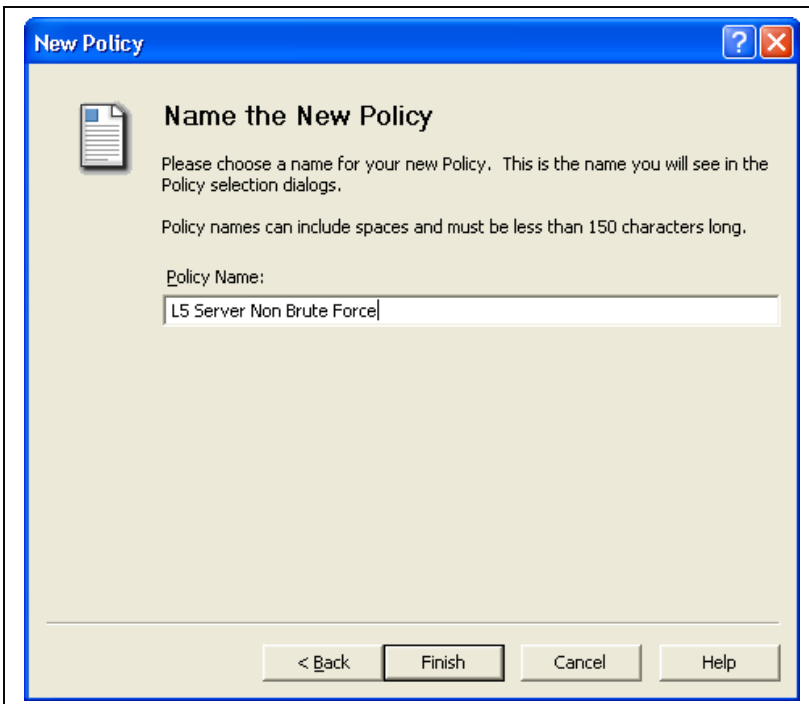 New Policy
Name the New Policy
Please choose a name for your new Policy. This is the name you will see in the
Policy selection dialogs.
Policy names can include spaces and must be less than 150 characters long.
Policy Name:
L5 Server Non Brute Force
< Back
Finish
Cancel
Help